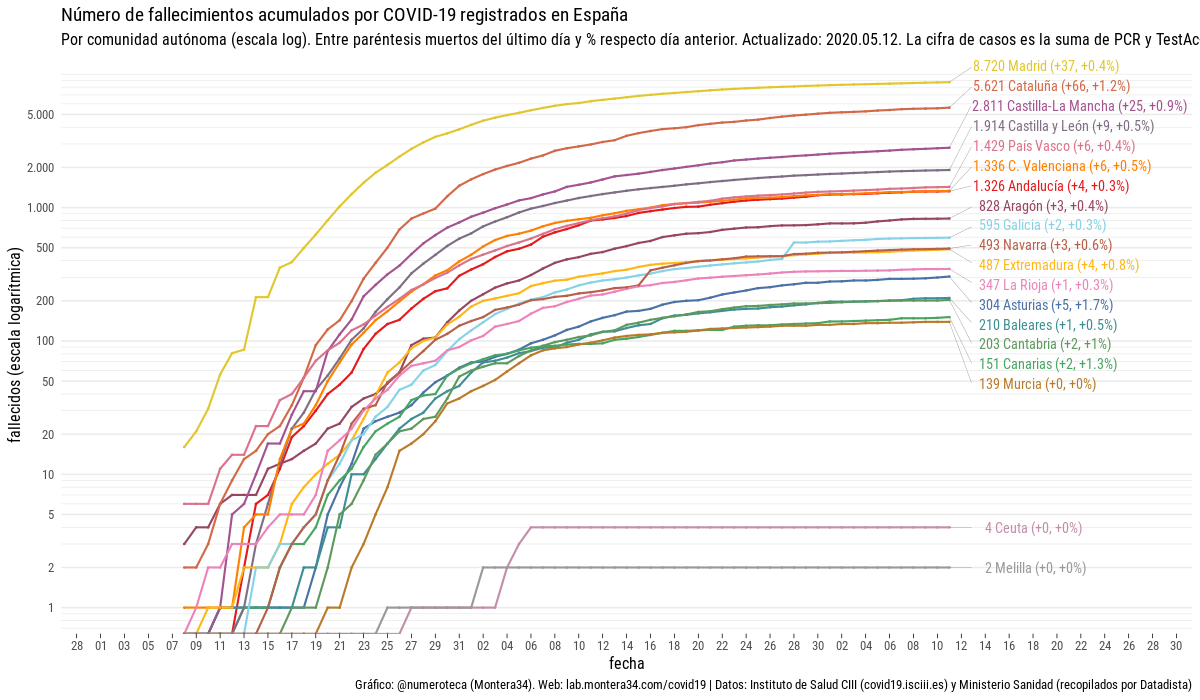 Número de fallecimientos acumulados por COVID-19 registrados en España
Por comunidad autónoma (escala log). Entre paréntesis muertos del último día y % respecto día anterior. Actualizado: 2020.05.12. La cifra de casos es la suma de PCR y TestAc
8.720 Madrid (+37, +0.4%)
5.621 Cataluña (+66, +1.2%)
2.811 Castilla-La Mancha (+25, +0.9%)
1.914 Castilla y León (+9, +0.5%)
1.429 País Vasco (+6, +0.4%)
1.336 C. Valenciana (+6, +0.5%)
1.326 Andalucía (+4, +0.3%)
828 Aragón (+3, +0.4%)
595 Galicia (+2, +0.3%)
493 Navarra (+3, +0.6%)
487 Extremadura (+4, +0.8%)
347 La Rioja (+1, +0.3%)
304 Asturias (+5, +1.7%)
210 Baleares (+1, +0.5%)
203 Cantabria (+2, +1%)
151 Canarias (+2, +1.3%)
139 Murcia (+0, +0%)
4 Ceuta (+0, +0%)
2 Melilla (+0, +0%)
fallecidos (escala logarítmica)
5.000
2.000
1.000
500
200
100
50
20
10
5
2
1
28 01 03 05 07 09 11 13 15 17 19 21 23 25 27 29 31 02 04 06 08 10 12 14 16 18 20 22 24 26 28 30 02 04 06 08 10 12 14 16 18 20 22 24 26 28 30
fecha
Gráfico: @numeroteca (Montera34). Web: lab.montera34.com/covid19 | Datos: Instituto de Salud CIII (covid19.isciii.es) y Ministerio Sanidad (recopilados por Datadista)